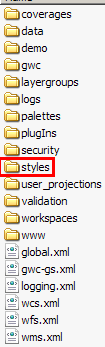 coverages
data
demo
gwc
layergroups
logs
palettes
plugIns
security
styles
user_projections
validation
workspaces
www
global.xml
gwc-gs.xml
logging.xml
wcs.xml
wfs.xml
wms.xml